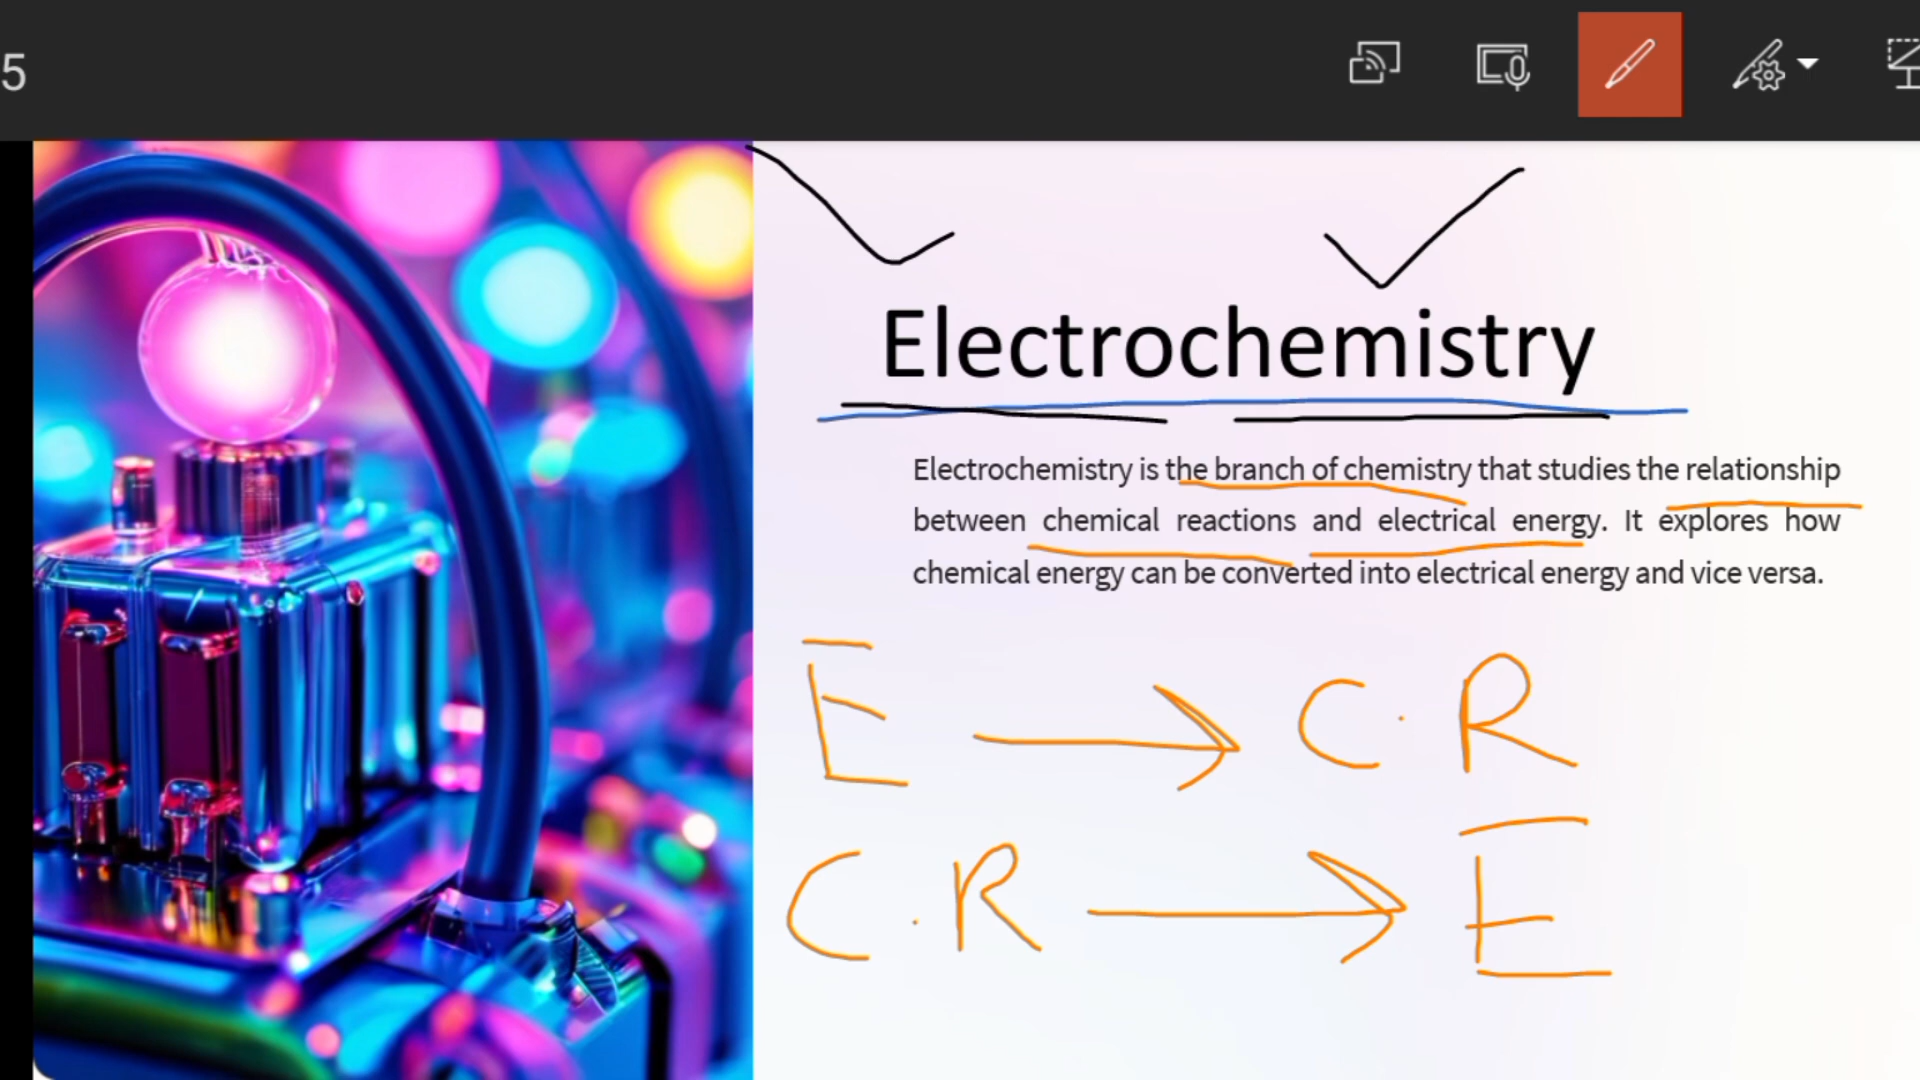 5
Electrochemistry
Electrochemistry is the branch of chemistry that studies the relationship
between chemical reactions and electrical energy. It explores how
chemical energy can be converted into electrical energy and vice versa.
E → C.R
C.R → E